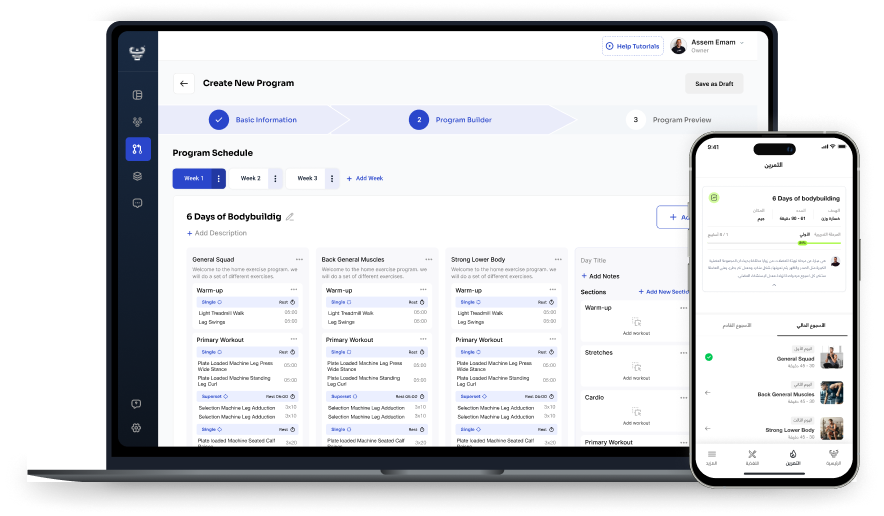 Help Tutorials
Assem Emam
Owner
Create New Program
Save as Draft
Basic Information
2 Program Builder
3 Program Preview
Program Schedule
Week 1
Week 2
Week 3
+ Add Week
6 Days of Bodybuildig
+ Add Description
General Squad
Welcome to the home exercise program. we
will do a set of different exercises.
Warm-up
Single
Rest
Light Treadmill Walk 05:00
Leg Swings 05:00
Primary Workout
Single
Rest
Plate Loaded Machine Leg Press
Wide Stance 05:00
Plate Loaded Machine Standing
Leg Curl 05:00
Superset
Rest 05:00
Selection Machine Leg Adduction 3x10
Selection Machine Leg Adduction 3x10
Single
Rest
Plate loaded Machine Seated Calf 3x20
Back General Muscles
Welcome to the home exercise program. we
will do a set of different exercises.
Warm-up
Single
Rest
Light Treadmill Walk 05:00
Leg Swings 05:00
Primary Workout
Single
Rest
Plate Loaded Machine Leg Press
Wide Stance 05:00
Plate Loaded Machine Standing
Leg Curl 05:00
Superset
Rest 05:00
Selection Machine Leg Adduction 3x10
Selection Machine Leg Adduction 3x10
Single
Rest
Plate loaded Machine Seated Calf 3x20
Strong Lower Body
Welcome to the home exercise program. we
will do a set of different exercises.
Warm-up
Single
Rest
Light Treadmill Walk 05:00
Leg Swings 05:00
Primary Workout
Single
Rest
Plate Loaded Machine Leg Press
Wide Stance 05:00
Plate Loaded Machine Standing
Leg Curl 05:00
Superset
Rest 05:00
Selection Machine Leg Adduction 3x10
Selection Machine Leg Adduction 3x10
Single
Rest
Plate loaded Machine Seated Calf 3x20
Day Title
+ Add Notes
Sections
+ Add New Sectio
Warm-up
Add workout
Stretches
Add workout
Cardio
Add workout
Primary Workout
9:41
التمرين
6 Days of bodybuilding
الهدف
خسارة وزن
المدة
81 - 90 دقيقة
المكان
جيم
المرحلة التدريبية الأولي
1 / 8 أسابيع
الأسبوع الحالي
الأسبوع القادم
اليوم الأول
General Squad
30 - 45 دقيقة
اليوم الثاني
Back General Muscles
30 - 45 دقيقة
اليوم الثالث
Strong Lower Body
30 - 45 دقيقة
الرئيسية
التمرين
التغذية
المزيد